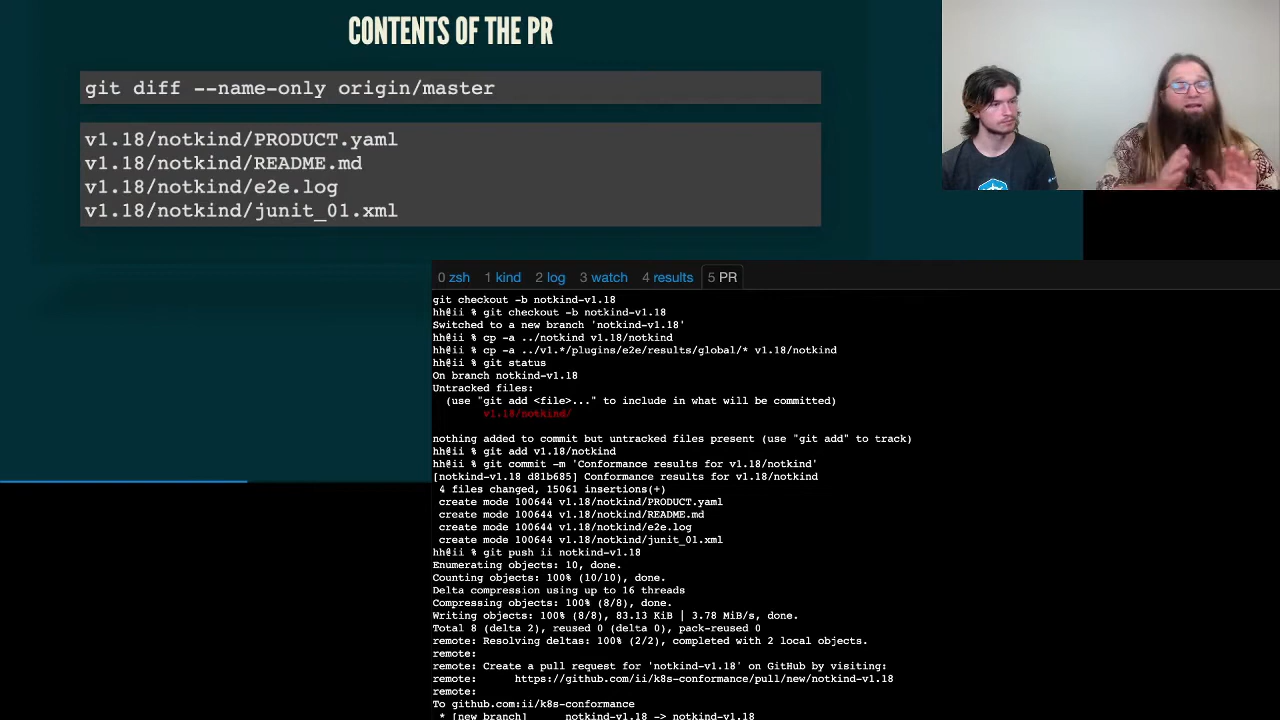 CONTENTS OF THE PR
git diff --name-only origin/master
v1.18/notkind/PRODUCT.yaml
v1.18/notkind/README.md
v1.18/notkind/e2e.log
v1.18/notkind/junit_01.xml
0 zsh 1 kind 2 log 3 watch 4 results 5 PR
git checkout -b notkind-v1.18
hh@ii % git checkout -b notkind-v1.18
Switched to a new branch 'notkind-v1.18'
hh@ii % cp -a ../notkind v1.18/notkind
hh@ii % cp -a ../v1.*/plugins/e2e/results/global/* v1.18/notkind
hh@ii % git status
On branch notkind-v1.18
Untracked files:
(use "git add <file>..." to include in what will be committed)
v1.18/notkind/
nothing added to commit but untracked files present (use "git add" to track)
hh@ii % git add v1.18/notkind
hh@ii % git commit -m 'Conformance results for v1.18/notkind'
[notkind-v1.18 d81b685] Conformance results for v1.18/notkind
4 files changed, 15061 insertions(+)
create mode 100644 v1.18/notkind/PRODUCT.yaml
create mode 100644 v1.18/notkind/README.md
create mode 100644 v1.18/notkind/e2e.log
create mode 100644 v1.18/notkind/junit_01.xml
hh@ii % git push ii notkind-v1.18
Enumerating objects: 10, done.
Counting objects: 100% (10/10), done.
Delta compression using up to 16 threads
Compressing objects: 100% (8/8), done.
Writing objects: 100% (8/8), 83.13 KiB | 3.78 MiB/s, done.
Total 8 (delta 2), reused 0 (delta 0), pack-reused 0
remote: Resolving deltas: 100% (2/2), completed with 2 local objects.
remote:
remote: Create a pull request for 'notkind-v1.18' on GitHub by visiting:
remote: https://github.com/ii/k8s-conformance/pull/new/notkind-v1.18
remote:
To github.com:ii/k8s-conformance
* [new branch] notkind-v1.18 -> notkind-v1.18